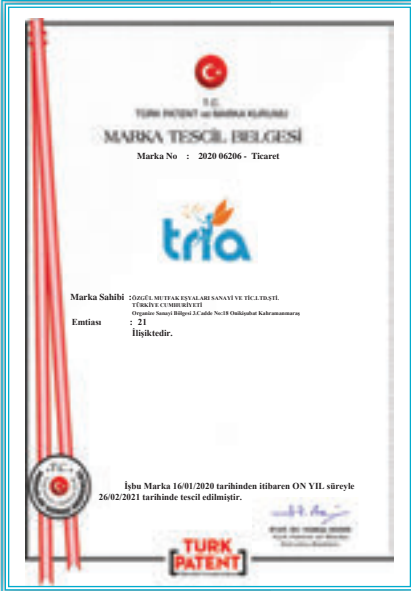 T.C.
TÜRK PATENT ve MARKA KURUMU
MARKA TESCİL BELGESİ
Marka No : 2020 06206 - Ticaret
tria
Marka Sahibi :ÖZGÜL MUTFAK EŞYALARI SANAYİ VE TİC.LTD.ŞTİ.
TÜRKİYE CUMHURİYETİ
Organize Sanayi Bölgesi 3.Cadde No:18 Onikişubat Kahramanmaraş
Emtiası : 21
İlişiktedir.
İşbu Marka 16/01/2020 tarihinden itibaren ON YIL süreyle
26/02/2021 tarihinde tescil edilmiştir.
T.C.
TURK
PATENT